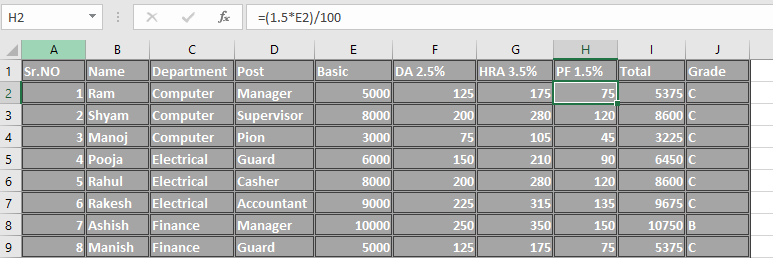 H2 fx =(1.5*E2)/100
A B C D E F G H I J
1 Sr.NO Name Department Post Basic DA 2.5% HRA 3.5% PF 1.5% Total Grade
2 1 Ram Computer Manager 5000 125 175 75 5375 C
3 2 Shyam Computer Supervisor 8000 200 280 120 8600 C
4 3 Manoj Computer Pion 3000 75 105 45 3225 C
5 4 Pooja Electrical Guard 6000 150 210 90 6450 C
6 5 Rahul Electrical Casher 8000 200 280 120 8600 C
7 6 Rakesh Electrical Accountant 9000 225 315 135 9675 C
8 7 Ashish Finance Manager 10000 250 350 150 10750 B
9 8 Manish Finance Guard 5000 125 175 75 5375 C